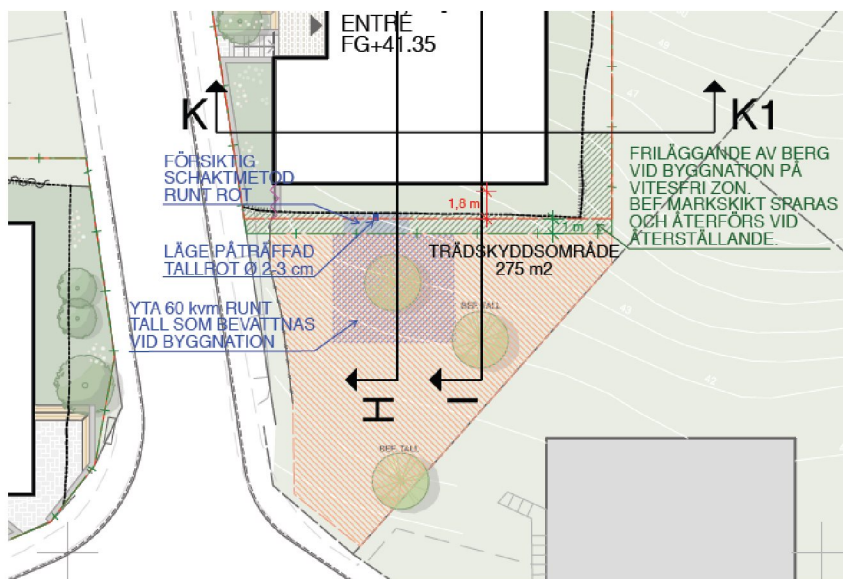 ENTRÉ
FG+41.35
K
K1
FÖRSIKTIG
SCHAKTMETOD
RUNT ROT
FRILÄGGANDE AV BERG
VID BYGGNATION PÅ
VITESFRI ZON.
BEF MARKSKIKT SPARAS
OCH ÅTERFÖRS VID
ÅTERSTÄLLANDE.
1,8 m
1 m
LÄGE PÅTRÄFFAD
TALLROT Ø 2-3 cm
TRÄDSKYDDSOMRÅDE
275 m2
YTA 60 kvm RUNT
TALL SOM BEVATTNAS
VID BYGGNATION
BEF. TALL
H
I
BEF. TALL
43
42